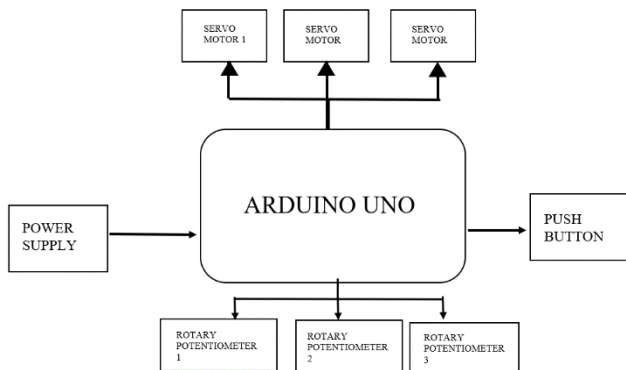 SERVO
MOTOR 1
SERVO
MOTOR
SERVO
MOTOR
ARDUINO UNO
POWER
SUPPLY
PUSH
BUTTON
ROTARY
POTENTIOMETER
1
ROTARY
POTENTIOMETER
2
ROTARY
POTENTIOMETER
3